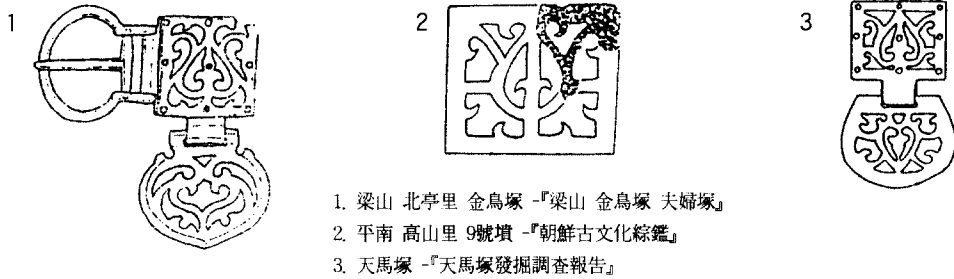 1
2
3
1. 梁山 北亭里 金鳥塚 -『梁山 金鳥塚 夫婦塚』
2. 平南 高山里 9號墳 -『朝鮮古文化綜鑑』
3. 天馬塚 -『天馬塚發掘調査報告』